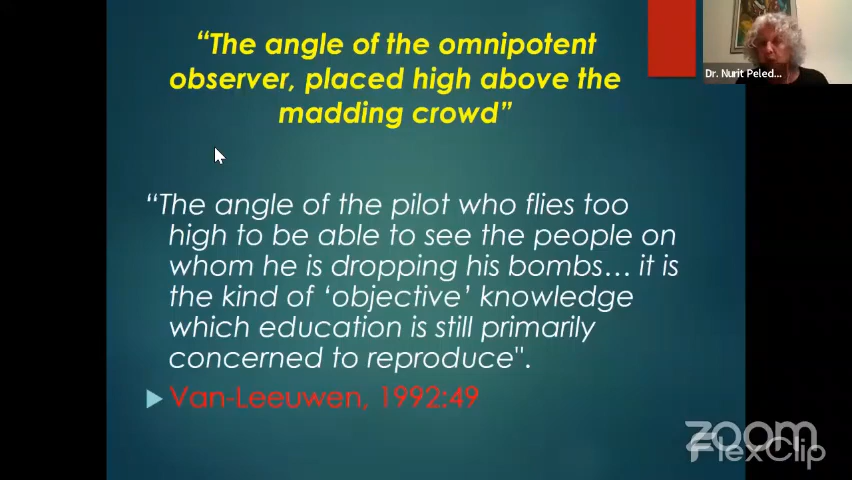 “The angle of the omnipotent
observer, placed high above the
madding crowd”
Dr. Nurit Peled...
“The angle of the pilot who flies too
high to be able to see the people on
whom he is dropping his bombs... it is
the kind of ‘objective’ knowledge
which education is still primarily
concerned to reproduce".
Van-Leeuwen, 1992:49
zoom
FlexClip